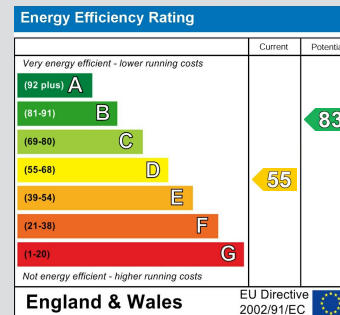 Energy Efficiency Rating
Current Potentia
Very energy efficient - lower running costs
(92 plus) A
(81-91) B
83
(69-80) C
(55-68) D
55
(39-54) E
(21-38) F
(1-20) G
Not energy efficient - higher running costs
England & Wales
EU Directive
2002/91/EC